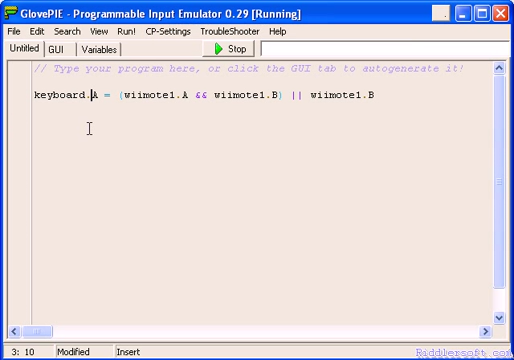 GlovePIE - Programmable Input Emulator 0.29 [Running]
File Edit Search View Run! CP-Settings TroubleShooter Help
Untitled GUI Variables Stop
// Type your program here, or click the GUI tab to autogenerate it!
keyboard.A = (wiimote1.A && wiimote1.B) || wiimote1.B
3: 10 Modified Insert
Riddlersoft.com